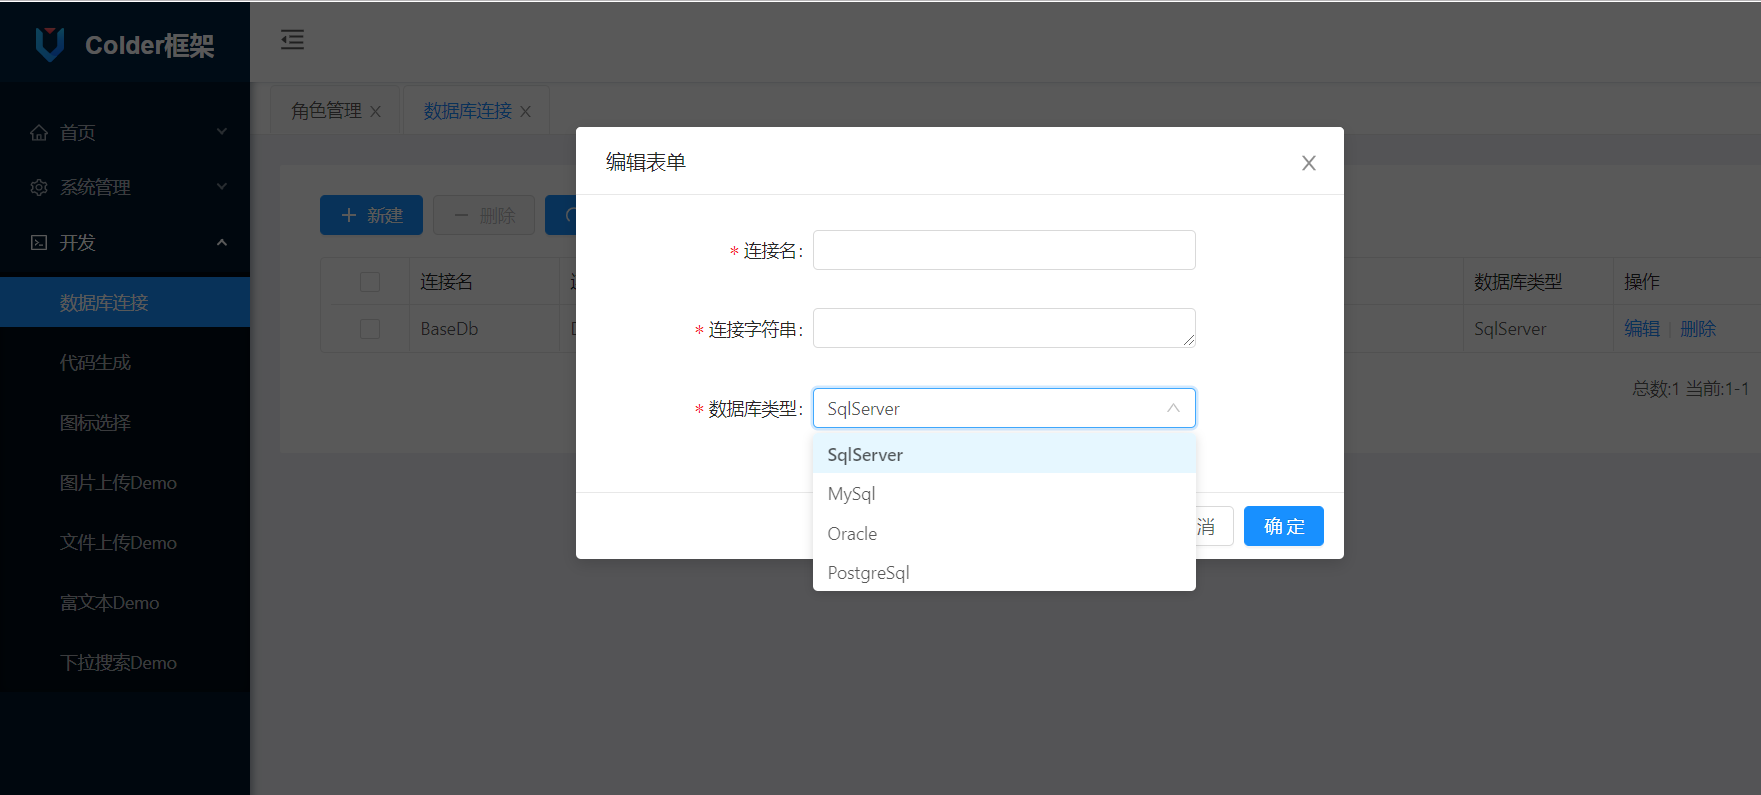 Colder框架
首页
系统管理
开发
数据库连接
代码生成
图标选择
图片上传Demo
文件上传Demo
富文本Demo
下拉搜索Demo
角色管理
数据库连接
新建
删除
连接名
数据库类型
操作
BaseDb
SqlServer
编辑 | 删除
总数:1 当前:1-1
编辑表单
* 连接名:
* 连接字符串:
* 数据库类型: SqlServer
SqlServer
MySql
Oracle
PostgreSql
消
确定